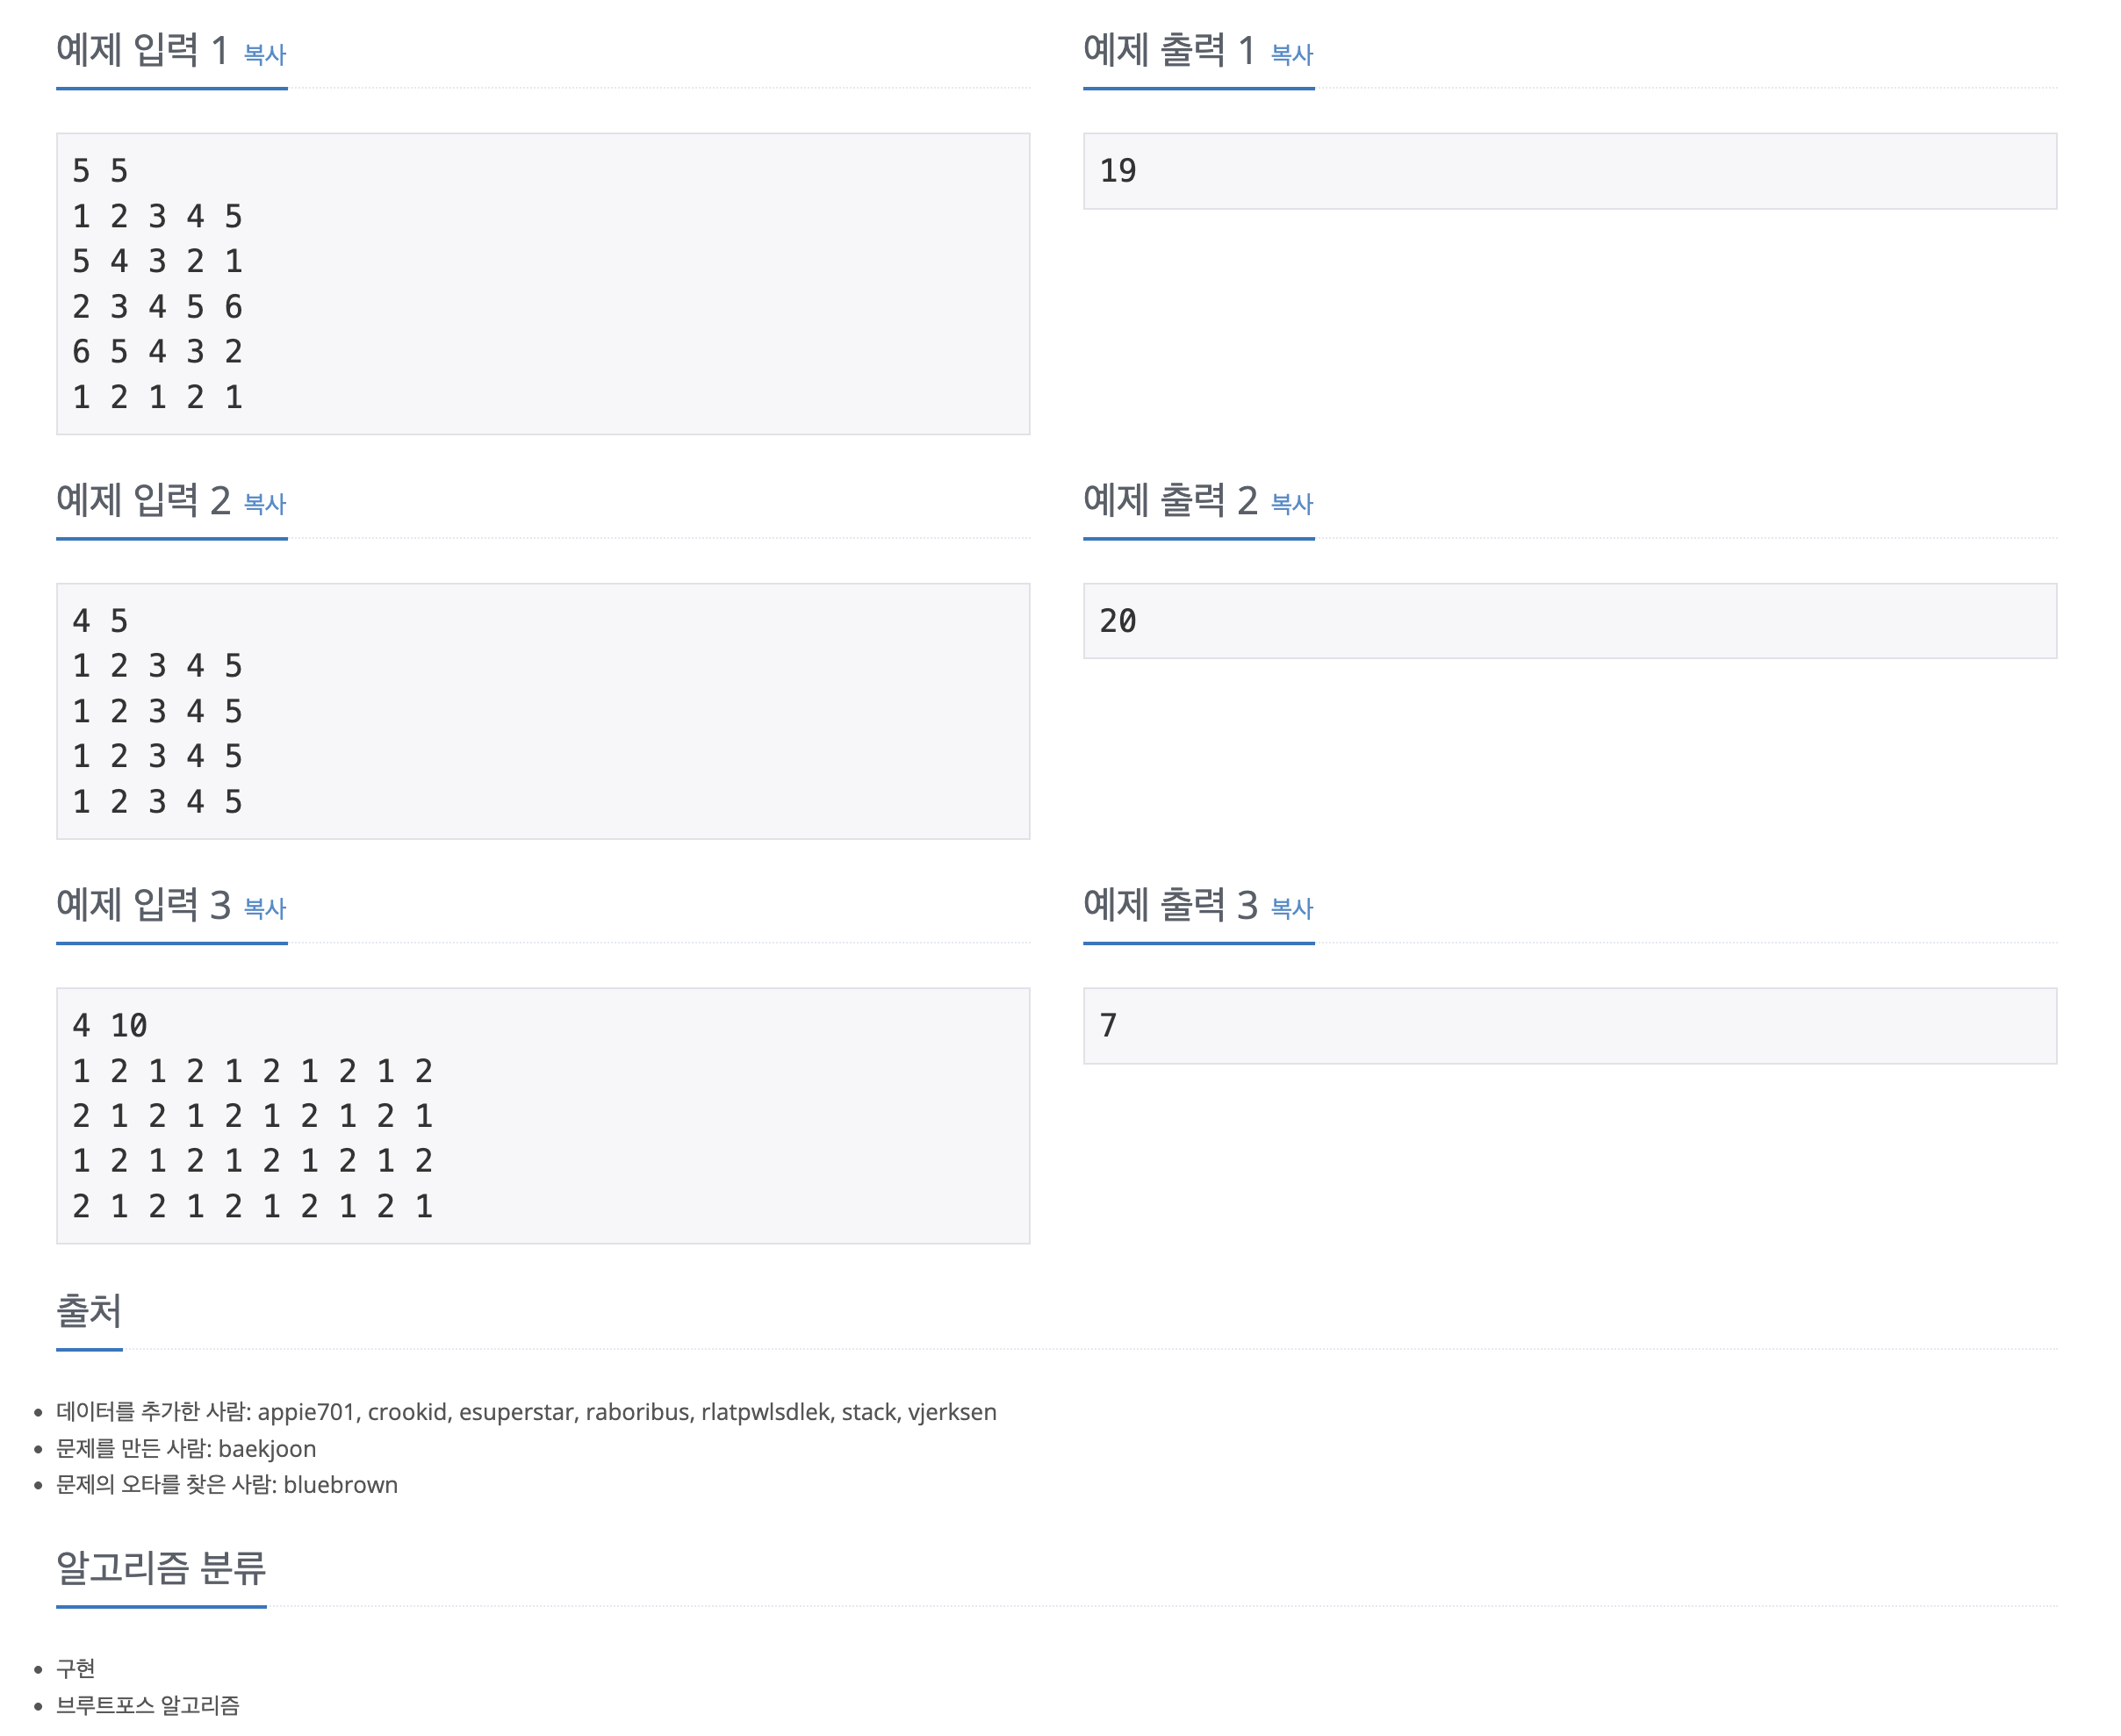 예제 입력 1 복사
5 5
1 2 3 4 5
5 4 3 2 1
2 3 4 5 6
6 5 4 3 2
1 2 1 2 1
예제 출력 1 복사
19
예제 입력 2 복사
4 5
1 2 3 4 5
1 2 3 4 5
1 2 3 4 5
1 2 3 4 5
예제 출력 2 복사
20
예제 입력 3 복사
4 10
1 2 1 2 1 2 1 2 1 2
2 1 2 1 2 1 2 1 2 1
1 2 1 2 1 2 1 2 1 2
2 1 2 1 2 1 2 1 2 1
예제 출력 3 복사
7
출처
데이터를 추가한 사람: appie701, crookid, esuperstar, raboribus, rlatpwlsdlek, stack, vjerksen
문제를 만든 사람: baekjoon
문제의 오타를 찾은 사람: bluebrown
알고리즘 분류
구현
브루트포스 알고리즘